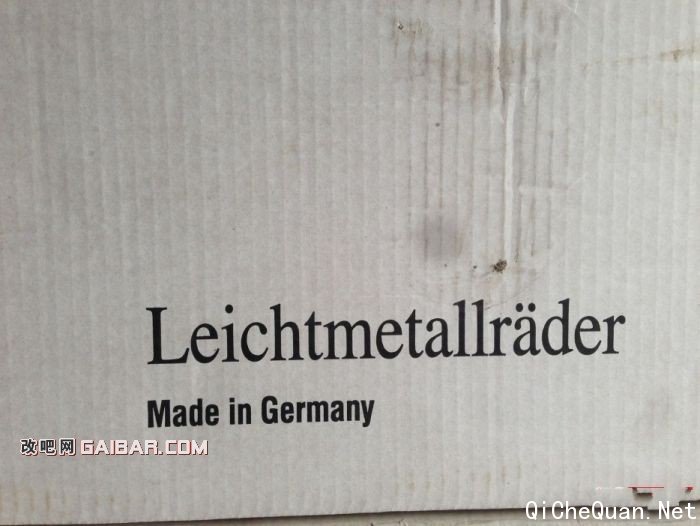 Leichtmetallräder
Made in Germany
改吧网 GAIBAR.COM
QiCheQuan.Net